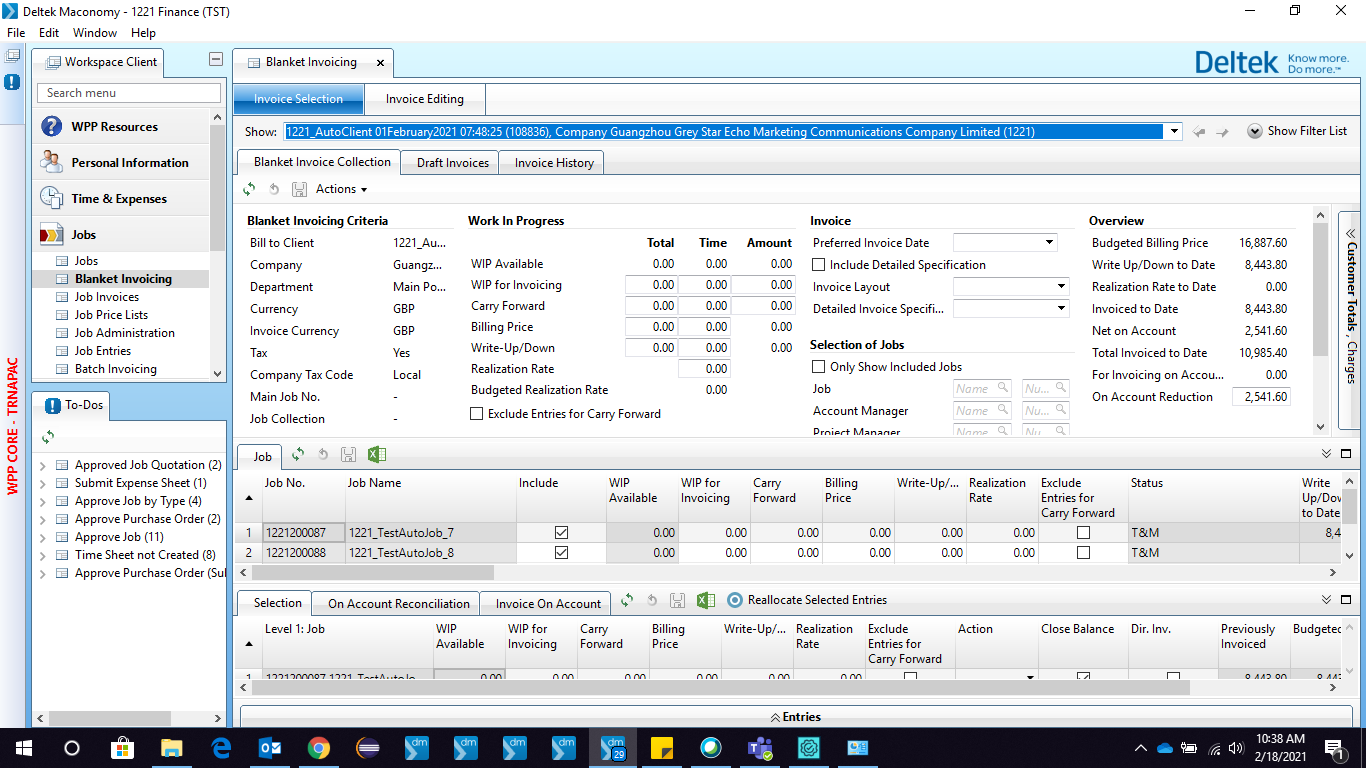 Deltek Maconomy - 1221 Finance (TST)
File Edit Window Help
Workspace Client
Search menu
WPP Resources
Personal Information
Time & Expenses
Jobs
Jobs
Blanket Invoicing
Job Invoices
Job Price Lists
Job Administration
Job Entries
Batch Invoicing
WPP CORE - TRNAPAC
To-Dos
Approved Job Quotation (2)
Submit Expense Sheet (1)
Approve Job by Type (4)
Approve Purchase Order (2)
Approve Job (11)
Time Sheet not Created (8)
Approve Purchase Order (Su
Blanket Invoicing
Deltek Know more. Do more.™
Invoice Selection Invoice Editing
Show: 1221_AutoClient 01February2021 07:48:25 (108836), Company Guangzhou Grey Star Echo Marketing Communications Company Limited (1221) Show Filter List
Blanket Invoice Collection Draft Invoices Invoice History
Actions
Blanket Invoicing Criteria
Bill to Client 1221_Au...
Company Guangz...
Department Main Po...
Currency GBP
Invoice Currency GBP
Tax Yes
Company Tax Code Local
Main Job No. -
Job Collection -
Work In Progress
Total Time Amount
WIP Available 0.00 0.00 0.00
WIP for Invoicing 0.00 0.00 0.00
Carry Forward 0.00 0.00 0.00
Billing Price 0.00 0.00 0.00
Write-Up/Down 0.00 0.00 0.00
Realization Rate 0.00
Budgeted Realization Rate 0.00
Exclude Entries for Carry Forward
Invoice
Preferred Invoice Date
Include Detailed Specification
Invoice Layout
Detailed Invoice Specifi...
Selection of Jobs
Only Show Included Jobs
Job Name Nu...
Account Manager Name Nu...
Project Manager Name Nu...
Overview
Budgeted Billing Price 16,887.60
Write Up/Down to Date 8,443.80
Realization Rate to Date 0.00
Invoiced to Date 8,443.80
Net on Account 2,541.60
Total Invoiced to Date 10,985.40
For Invoicing on Accou... 0.00
On Account Reduction 2,541.60
Customer Totals , Charges
Job
Job No. Job Name Include WIP Available WIP for Invoicing Carry Forward Billing Price Write-Up/... Realization Rate Exclude Entries for Carry Forward Status Write Up/Dov to Date
1 1221200087 1221_TestAutoJob_7 0.00 0.00 0.00 0.00 0.00 0.00 T&M 8,4
2 1221200088 1221_TestAutoJob_8 0.00 0.00 0.00 0.00 0.00 0.00 T&M
Selection On Account Reconciliation Invoice On Account Reallocate Selected Entries
Level 1: Job WIP Available WIP for Invoicing Carry Forward Billing Price Write-Up/... Realization Rate Exclude Entries for Carry Forward Action Close Balance Dir. Inv. Previously Invoiced Budgetec
1 1221200087 1221_TestAutoJo 0.00 0.00 0.00 0.00 0.00 0.00 8,443.80 8,443
Entries
29
10:38 AM
2/18/2021
1